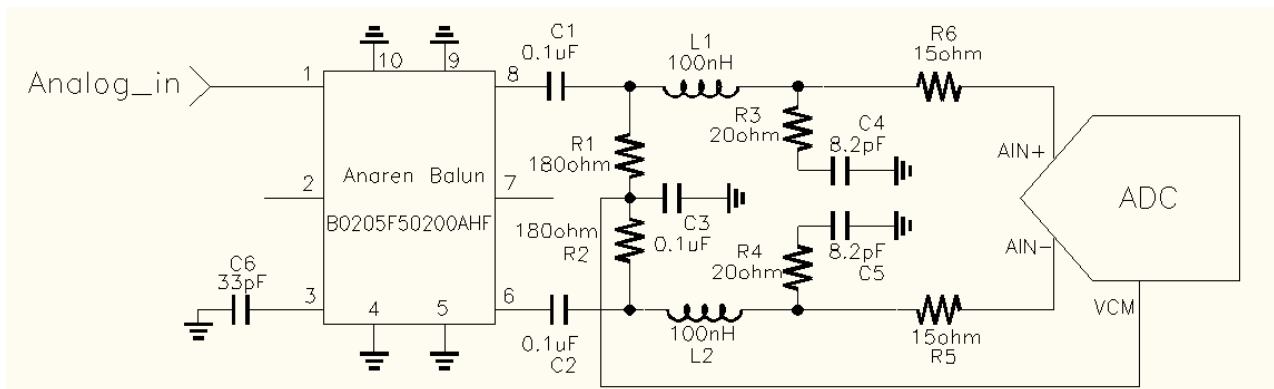 C1
0.1uF
L1
100nH
R6
15ohm
10
9
Analog_in
1
8
R3
20ohm
C4
8.2pF
R1
180ohm
AIN+
Anaren Balun
2
7
ADC
B0205F50200AHF
180ohm
R2
C3
0.1uF
8.2pF
C5
R4
20ohm
AIN-
C6
33pF
3
4
5
6
VCM
0.1uF
C2
100nH
L2
15ohm
R5